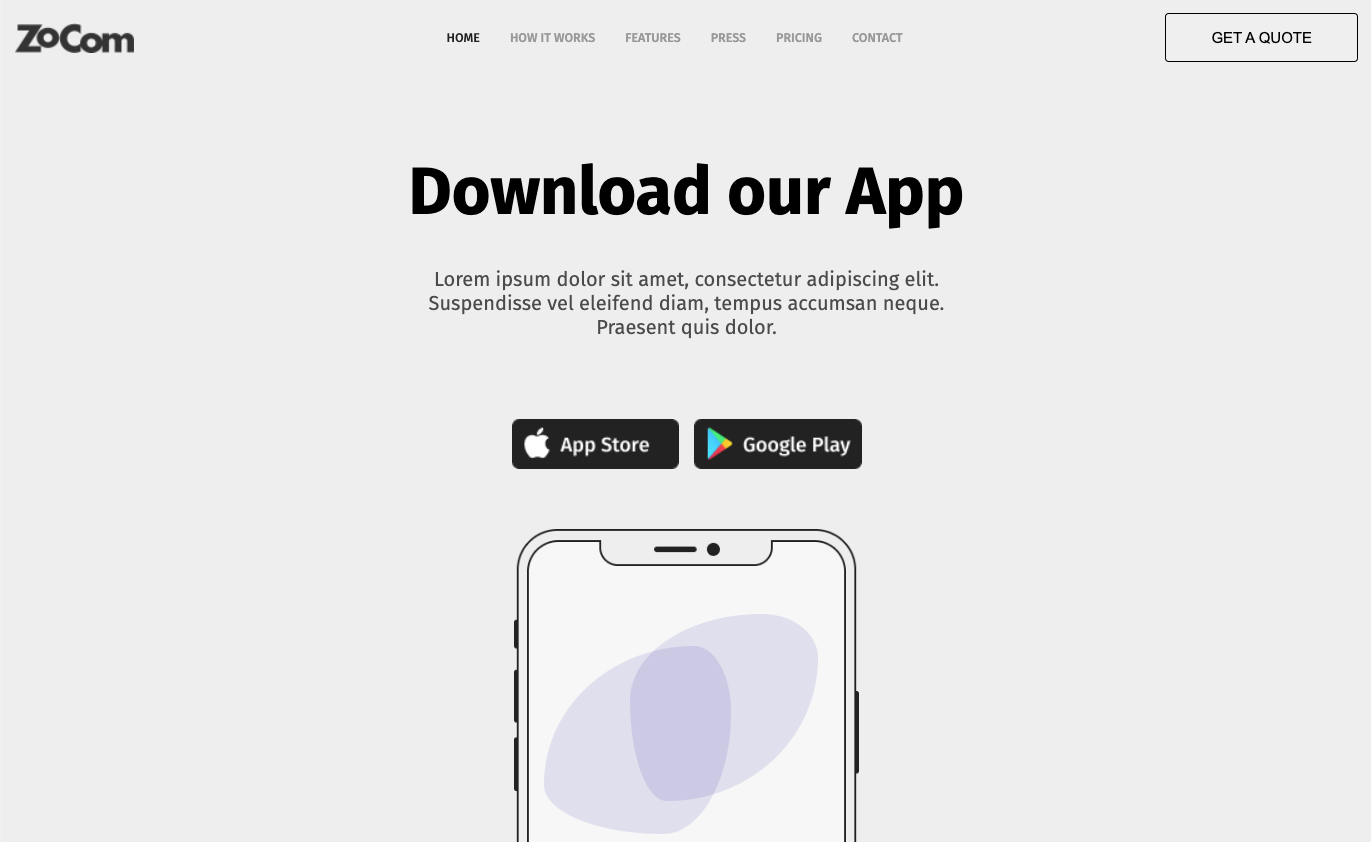 ZoCom
HOME HOW IT WORKS FEATURES PRESS PRICING CONTACT
GET A QUOTE
Download our App
Lorem ipsum dolor sit amet, consectetur adipiscing elit.
Suspendisse vel eleifend diam, tempus accumsan neque.
Praesent quis dolor.
App Store
Google Play